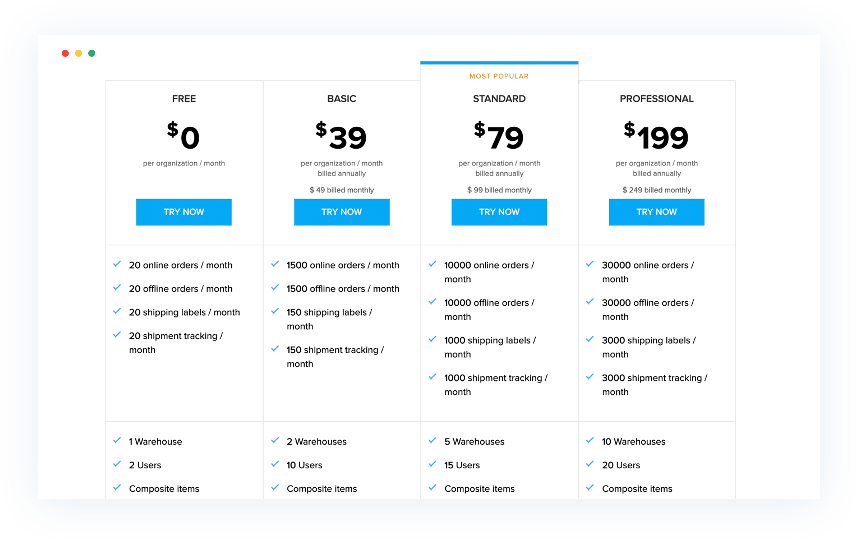 MOST POPULAR
FREE
$0
per organization / month
TRY NOW
20 online orders / month
20 offline orders / month
20 shipping labels / month
20 shipment tracking /
month
1 Warehouse
2 Users
Composite items
BASIC
$39
per organization / month
billed annually
$ 49 billed monthly
TRY NOW
1500 online orders / month
1500 offline orders / month
150 shipping labels /
month
150 shipment tracking /
month
2 Warehouses
10 Users
Composite items
STANDARD
$79
per organization / month
billed annually
$ 99 billed monthly
TRY NOW
10000 online orders /
month
10000 offline orders /
month
1000 shipping labels /
month
1000 shipment tracking /
month
5 Warehouses
15 Users
Composite items
PROFESSIONAL
$199
per organization / month
billed annually
$ 249 billed monthly
TRY NOW
30000 online orders /
month
30000 offline orders /
month
3000 shipping labels /
month
3000 shipment tracking /
month
10 Warehouses
20 Users
Composite items